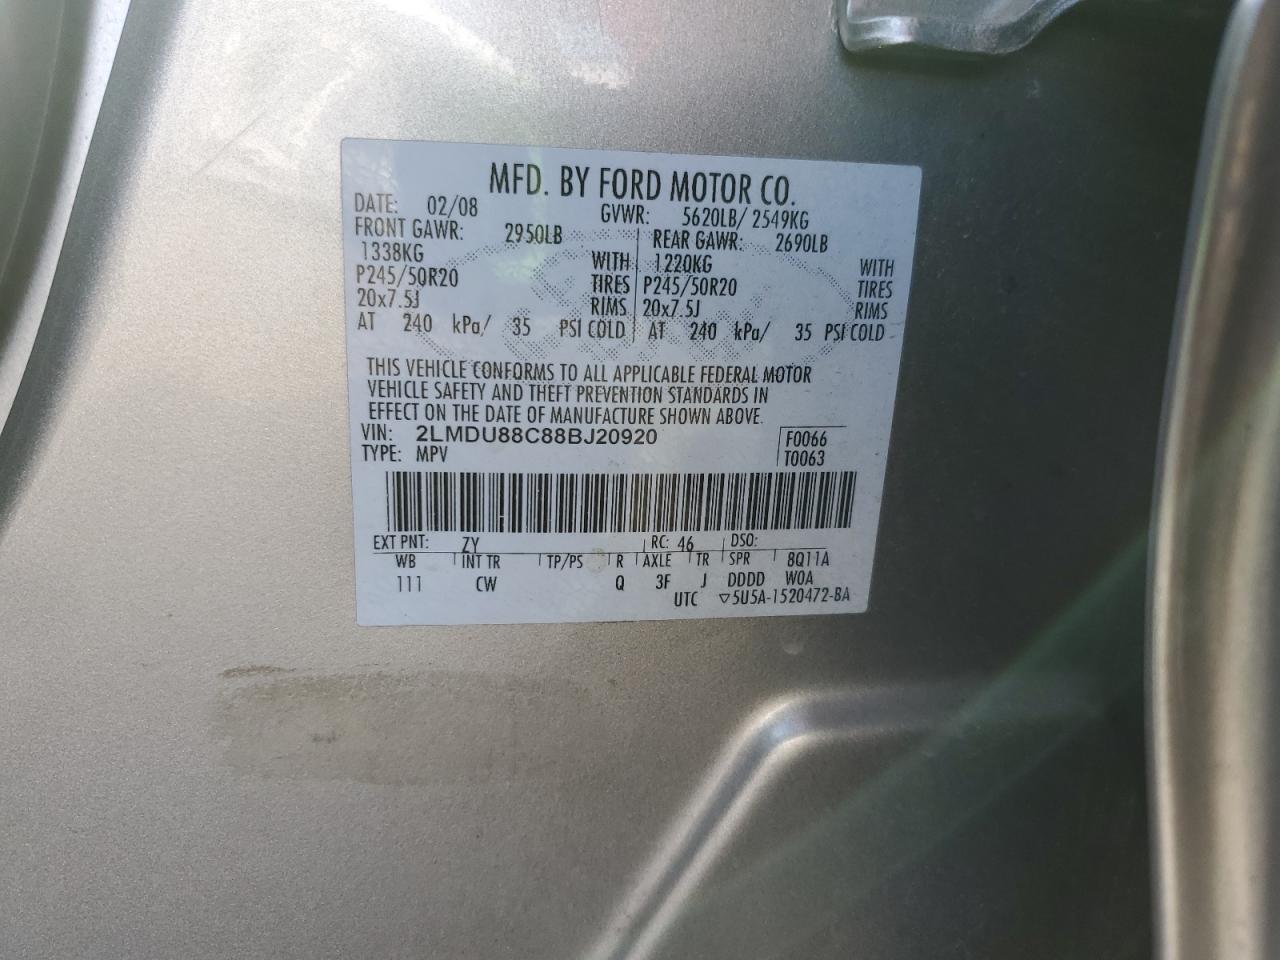 MFD. BY FORD MOTOR CO.
DATE: 02/08 GVWR: 5620LB/ 2549KG
FRONT GAWR: 2950LB REAR GAWR: 2690LB
1338KG WITH 1220KG WITH
P245/50R20 TIRES P245/50R20 TIRES
20x7.5J RIMS 20x7.5J RIMS
AT 240 kPa/ 35 PSI COLD AT 240 kPa/ 35 PSI COLD
THIS VEHICLE CONFORMS TO ALL APPLICABLE FEDERAL MOTOR
VEHICLE SAFETY AND THEFT PREVENTION STANDARDS IN
EFFECT ON THE DATE OF MANUFACTURE SHOWN ABOVE.
VIN: 2LMDU88C88BJ20920 F0066
TYPE: MPV T0063
EXT PNT: ZY RC: 46 DSO:
WB INT TR TP/PS R AXLE TR SPR 8Q11A
111 CW Q 3F J DDDD W0A
UTC ▽5U5A-1520472-BA